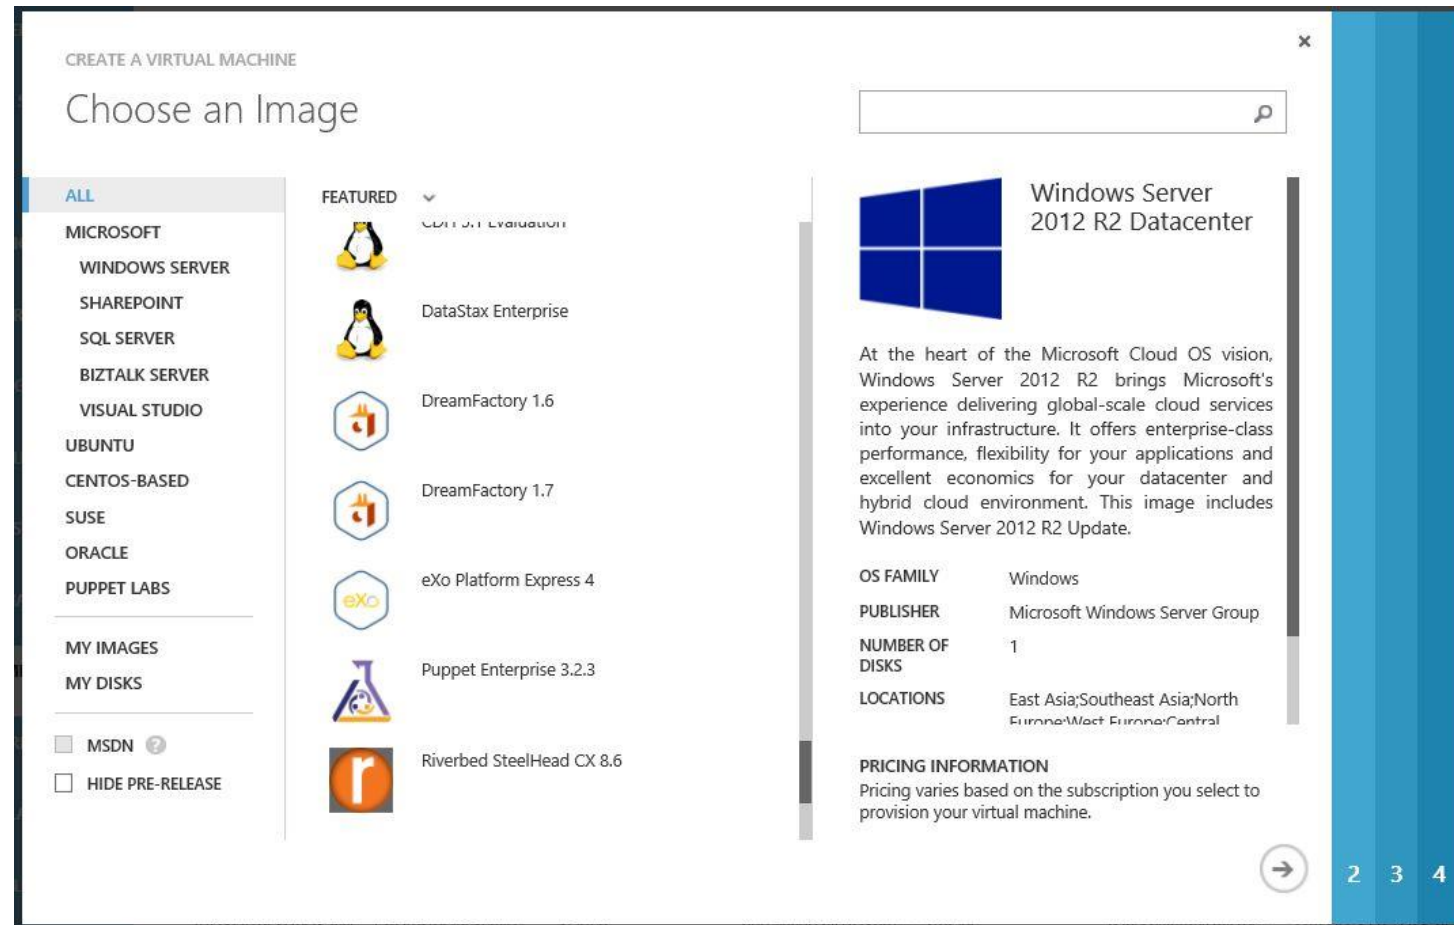 CREATE A VIRTUAL MACHINE
Choose an Image
ALL
MICROSOFT
WINDOWS SERVER
SHAREPOINT
SQL SERVER
BIZTALK SERVER
VISUAL STUDIO
UBUNTU
CENTOS-BASED
SUSE
ORACLE
PUPPET LABS
MY IMAGES
MY DISKS
MSDN ?
HIDE PRE-RELEASE
FEATURED
Evaluation
DataStax Enterprise
DreamFactory 1.6
DreamFactory 1.7
eXo
eXo Platform Express 4
Puppet Enterprise 3.2.3
r
Riverbed SteelHead CX 8.6
Windows Server
2012 R2 Datacenter
At the heart of the Microsoft Cloud OS vision,
Windows Server 2012 R2 brings Microsoft's
experience delivering global-scale cloud services
into your infrastructure. It offers enterprise-class
performance, flexibility for your applications and
excellent economics for your datacenter and
hybrid cloud environment. This image includes
Windows Server 2012 R2 Update.
OS FAMILY Windows
PUBLISHER Microsoft Windows Server Group
NUMBER OF DISKS 1
LOCATIONS East Asia;Southeast Asia;North
Europe;West Europe;Central
PRICING INFORMATION
Pricing varies based on the subscription you select to
provision your virtual machine.
2 3 4